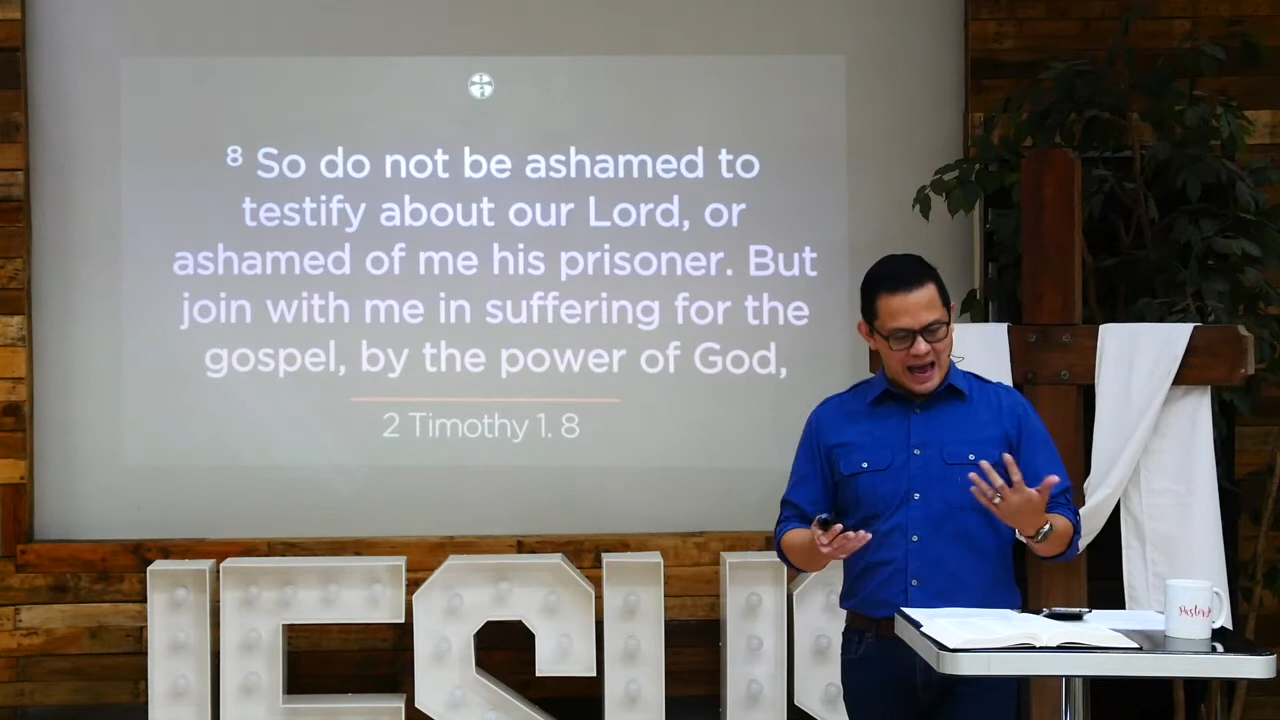 8 So do not be ashamed to
testify about our Lord, or
ashamed of me his prisoner. But
join with me in suffering for the
gospel, by the power of God,
2 Timothy 1. 8
JESUS